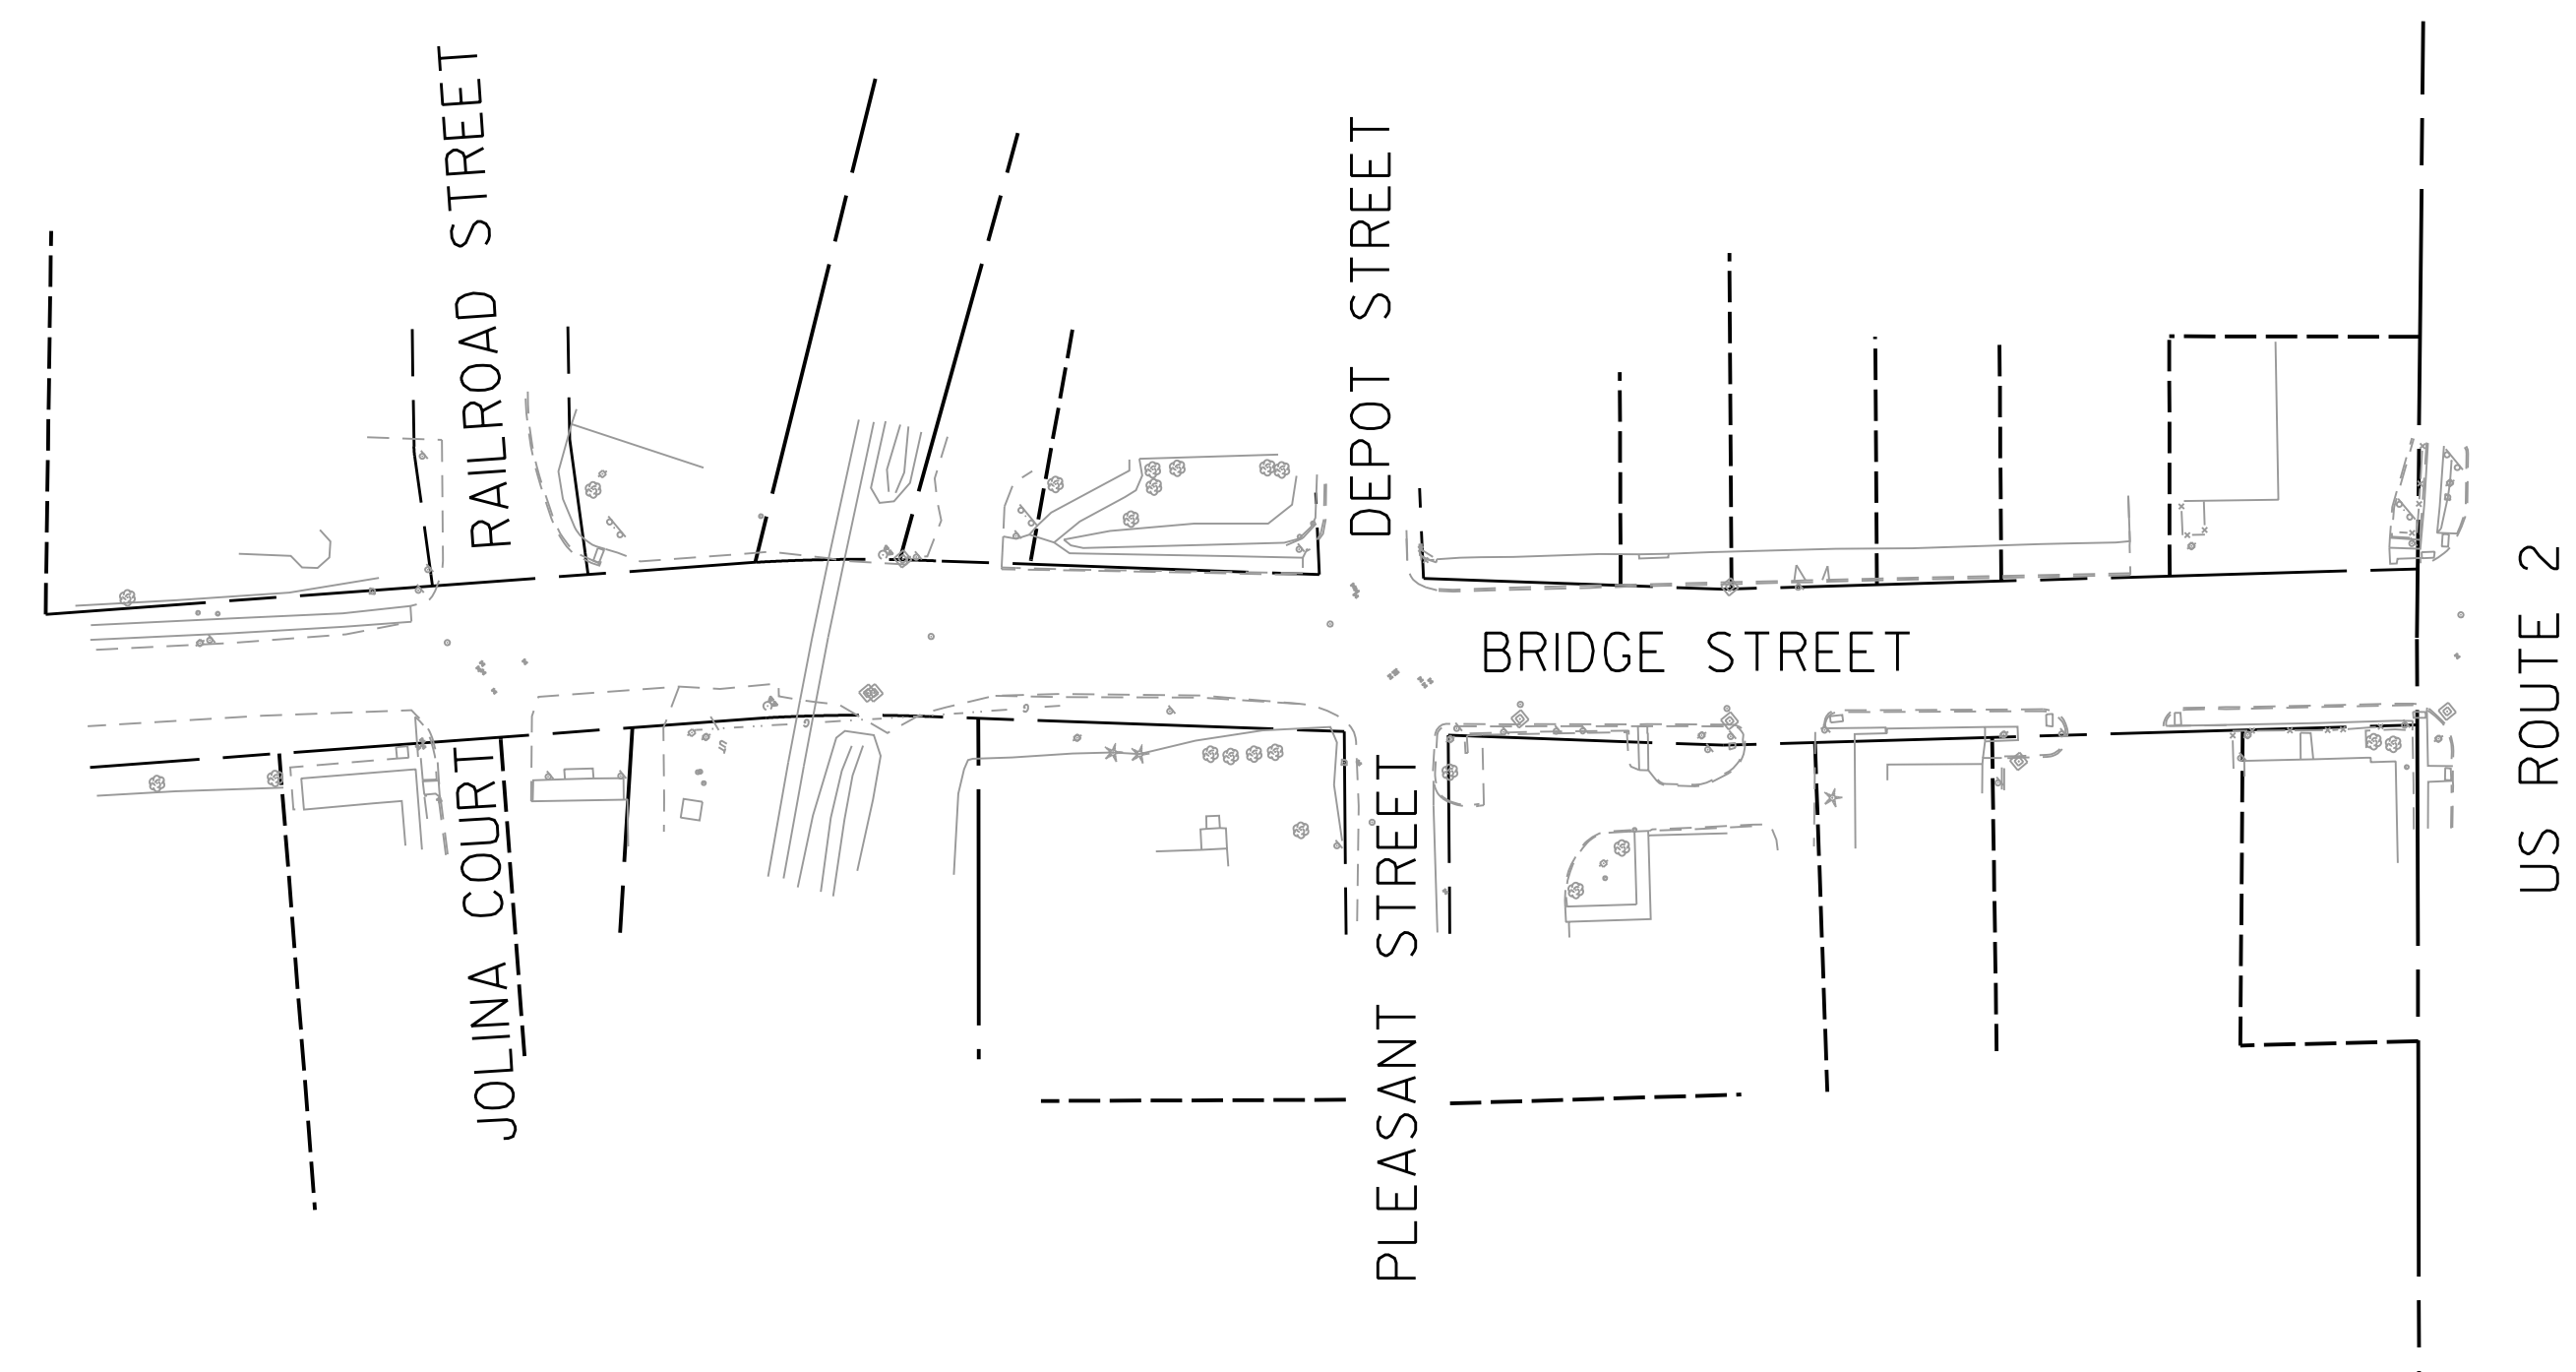 RAILROAD STREET
DEPOT STREET
BRIDGE STREET
US ROUTE 2
JOLINA COURT
PLEASANT STREET